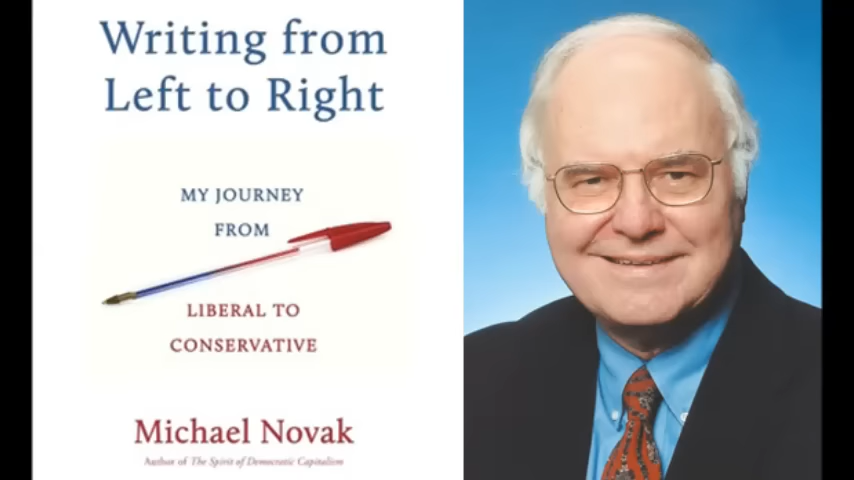 Writing from
Left to Right
MY JOURNEY
FROM
LIBERAL TO
CONSERVATIVE
Michael Novak
Author of The Spirit of Democratic Capitalism